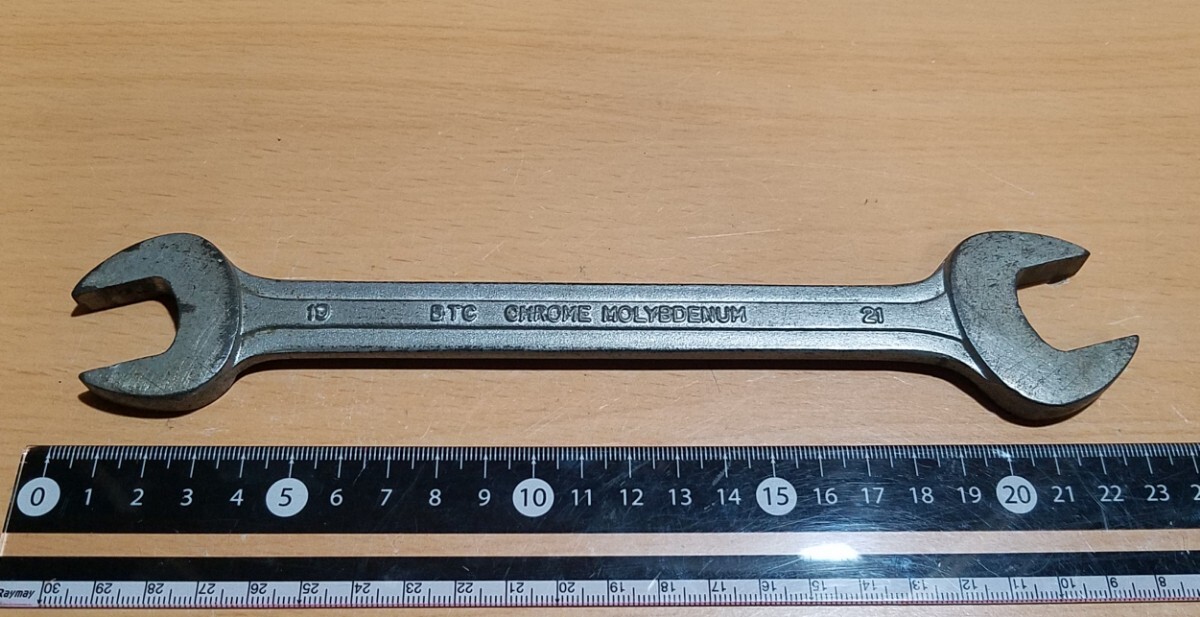 19 BTC CHROME MOLYBDENUM 21
0 1 2 3 4 5 6 7 8 9 10 11 12 13 14 15 16 17 18 19 20 21 22 23
Raymay 30 29 28 27 26 25 24 23 22 21 20 19 18 17 16 15 14 13 12 11 10 9 8